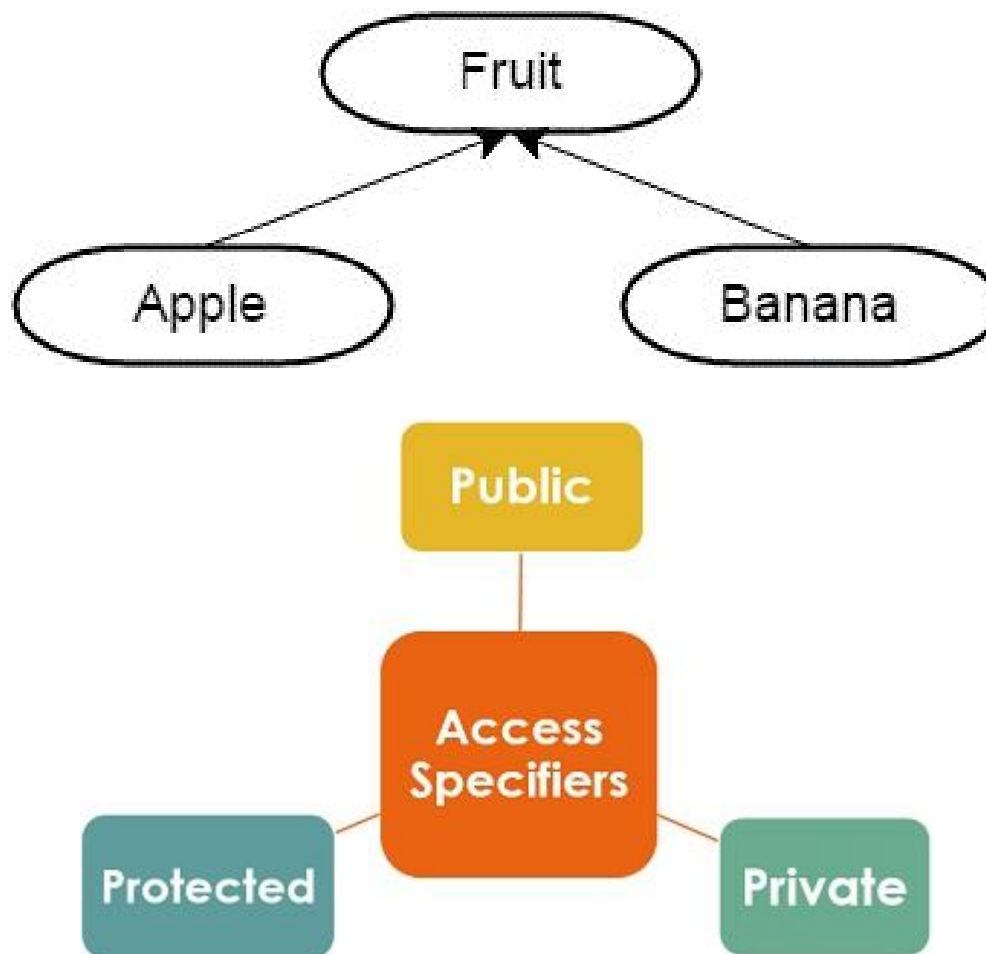 Fruit
Apple
Banana
Public
Access
Specifiers
Protected
Private